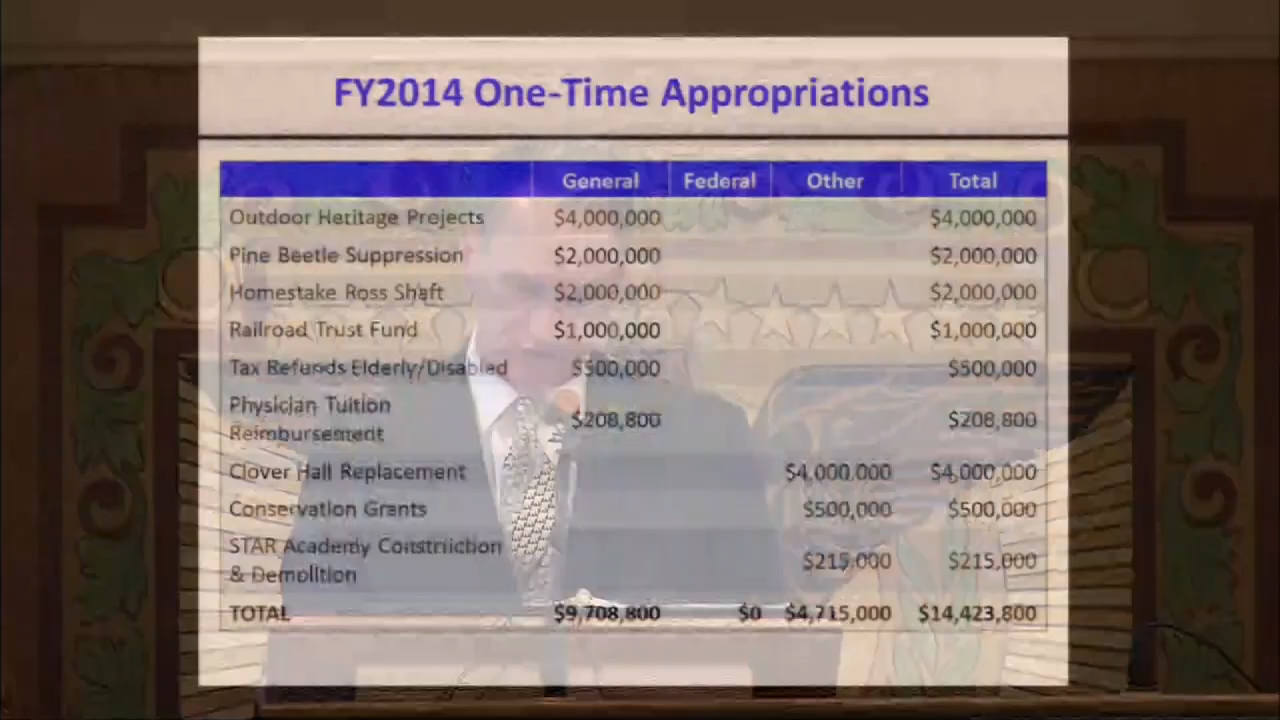 FY2014 One-Time Appropriations
General Federal Other Total
Outdoor Heritage Projects $4,000,000 $4,000,000
Pine Beetle Suppression $2,000,000 $2,000,000
Homestake Ross Shaft $2,000,000 $2,000,000
Railroad Trust Fund $1,000,000 $1,000,000
Tax Refunds Elderly/Disabled $500,000 $500,000
Physician Tuition
Reimbursement $208,800 $208,800
Clover Hall Replacement $4,000,000 $4,000,000
Conservation Grants $500,000 $500,000
STAR Academy Construction
& Demolition $215,000 $215,000
TOTAL $9,708,800 $0 $4,715,000 $14,423,800